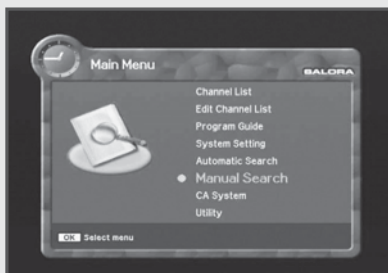 Main Menu
SALORA
Channel List
Edit Channel List
Program Guide
System Setting
Automatic Search
Manual Search
CA System
Utility
OK Select menu